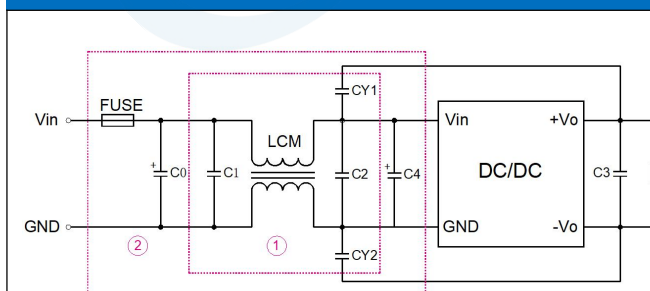 CY1
FUSE
Vin
LCM
Vin
+Vo
+
C0
C1
C2
+
C4
DC/DC
C3
GND
GND
-Vo
②
①
CY2